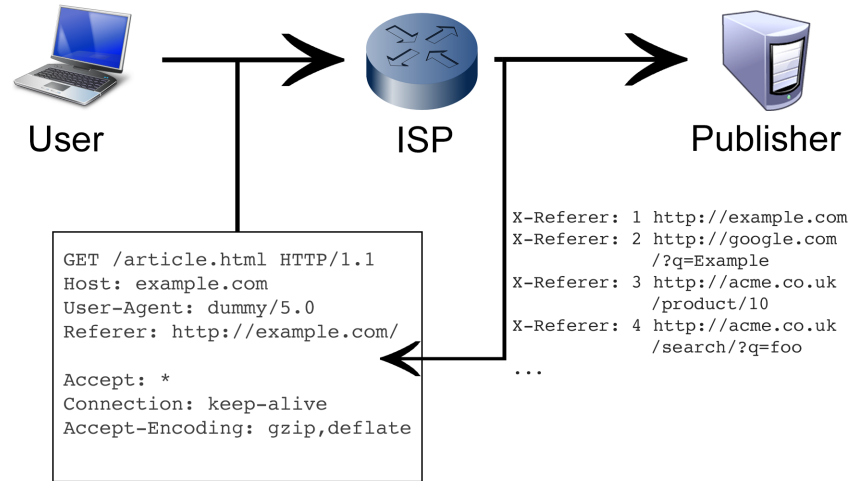 User
ISP
Publisher
GET /article.html HTTP/1.1
Host: example.com
User-Agent: dummy/5.0
Referer: http://example.com/
Accept: *
Connection: keep-alive
Accept-Encoding: gzip,deflate
X-Referer: 1 http://example.com
X-Referer: 2 http://google.com
/?q=Example
X-Referer: 3 http://acme.co.uk
/product/10
X-Referer: 4 http://acme.co.uk
/search/?q=foo
...